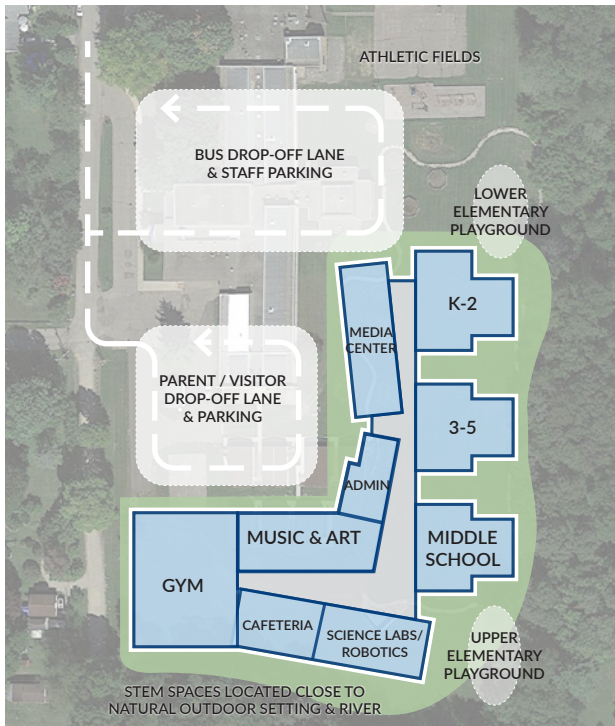 ATHLETIC FIELDS
BUS DROP-OFF LANE
& STAFF PARKING
LOWER
ELEMENTARY
PLAYGROUND
K-2
MEDIA
CENTER
PARENT / VISITOR
DROP-OFF LANE
& PARKING
3-5
ADMIN
MUSIC & ART
MIDDLE
SCHOOL
GYM
CAFETERIA
SCIENCE LABS/
ROBOTICS
UPPER
ELEMENTARY
PLAYGROUND
STEM SPACES LOCATED CLOSE TO
NATURAL OUTDOOR SETTING & RIVER